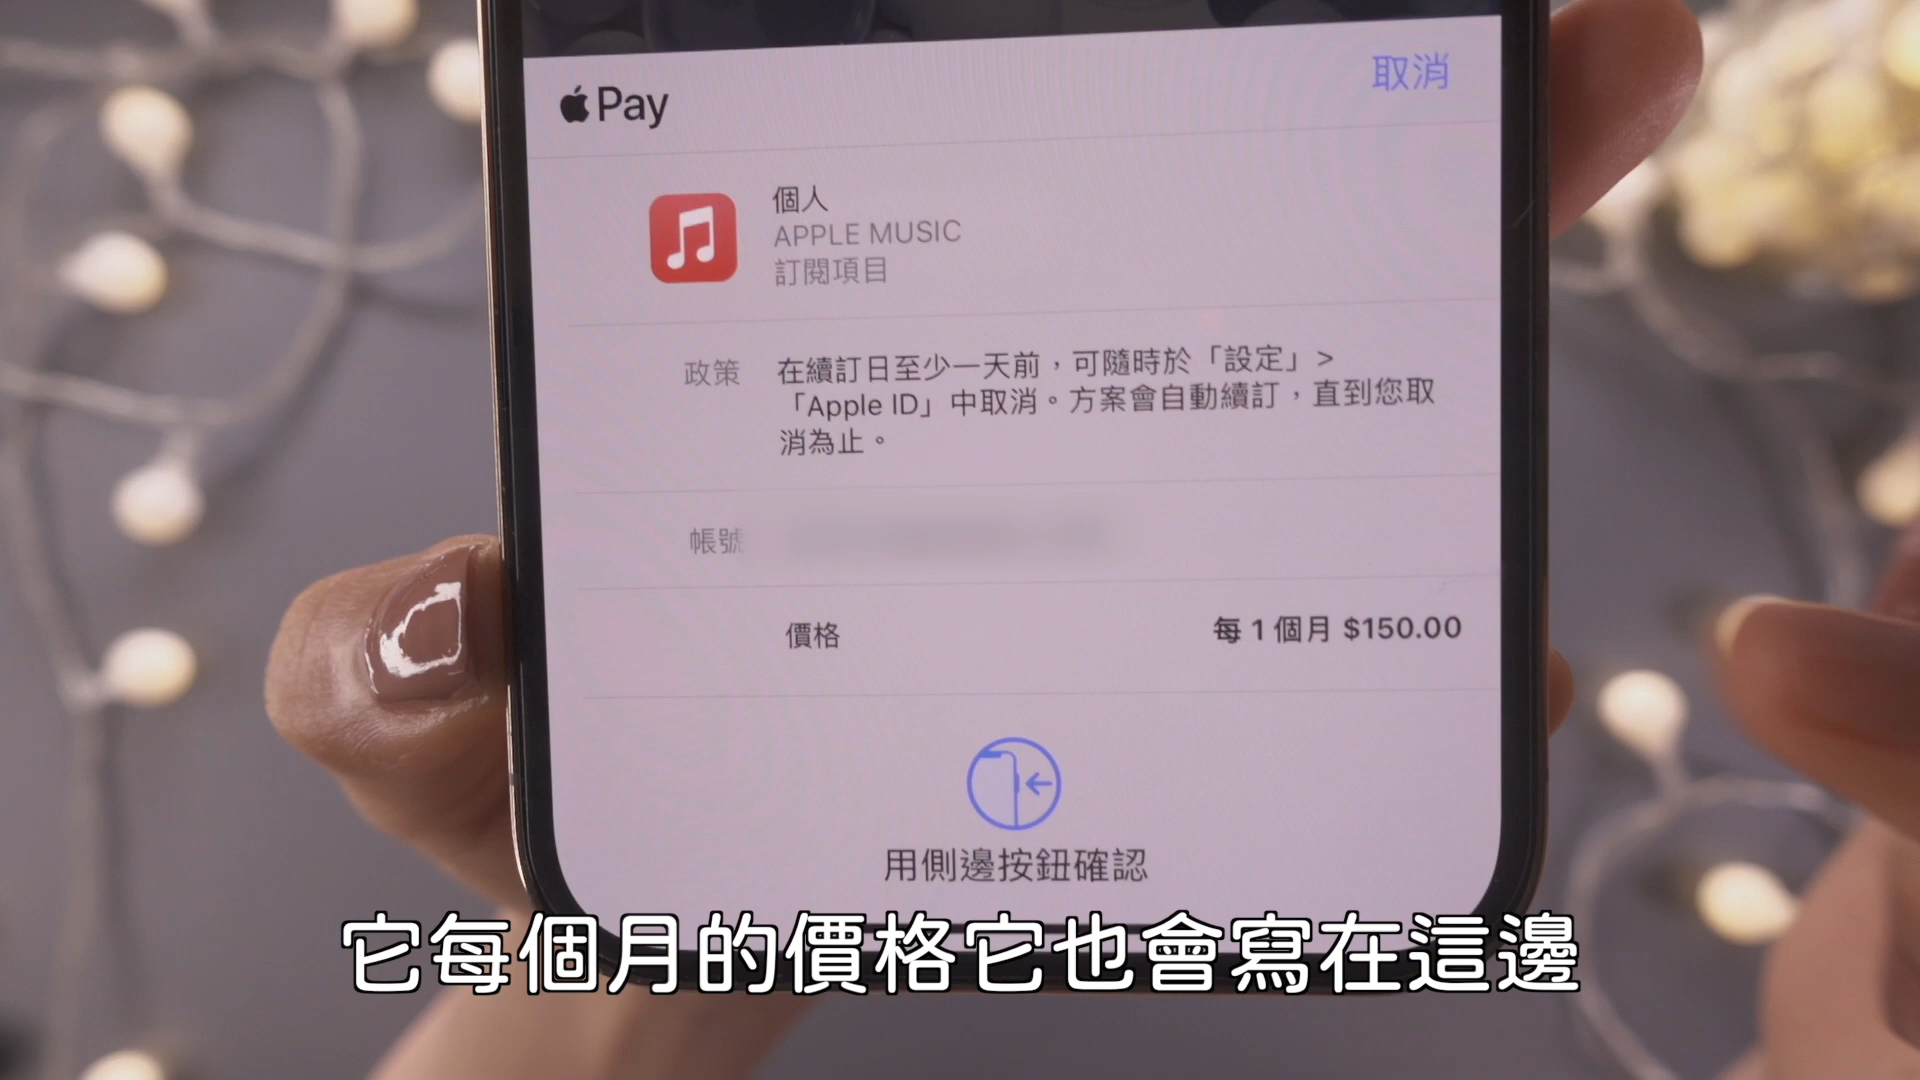 取消
Pay
個人
APPLE MUSIC
訂閱項目
政策
在續訂日至少一天前，可隨時於「設定」>
「Apple ID」中取消。方案會自動續訂，直到您取
消為止。
帳號
價格
每 1 個月 $150.00
用側邊按鈕確認
它每個月的價格它也會寫在這邊